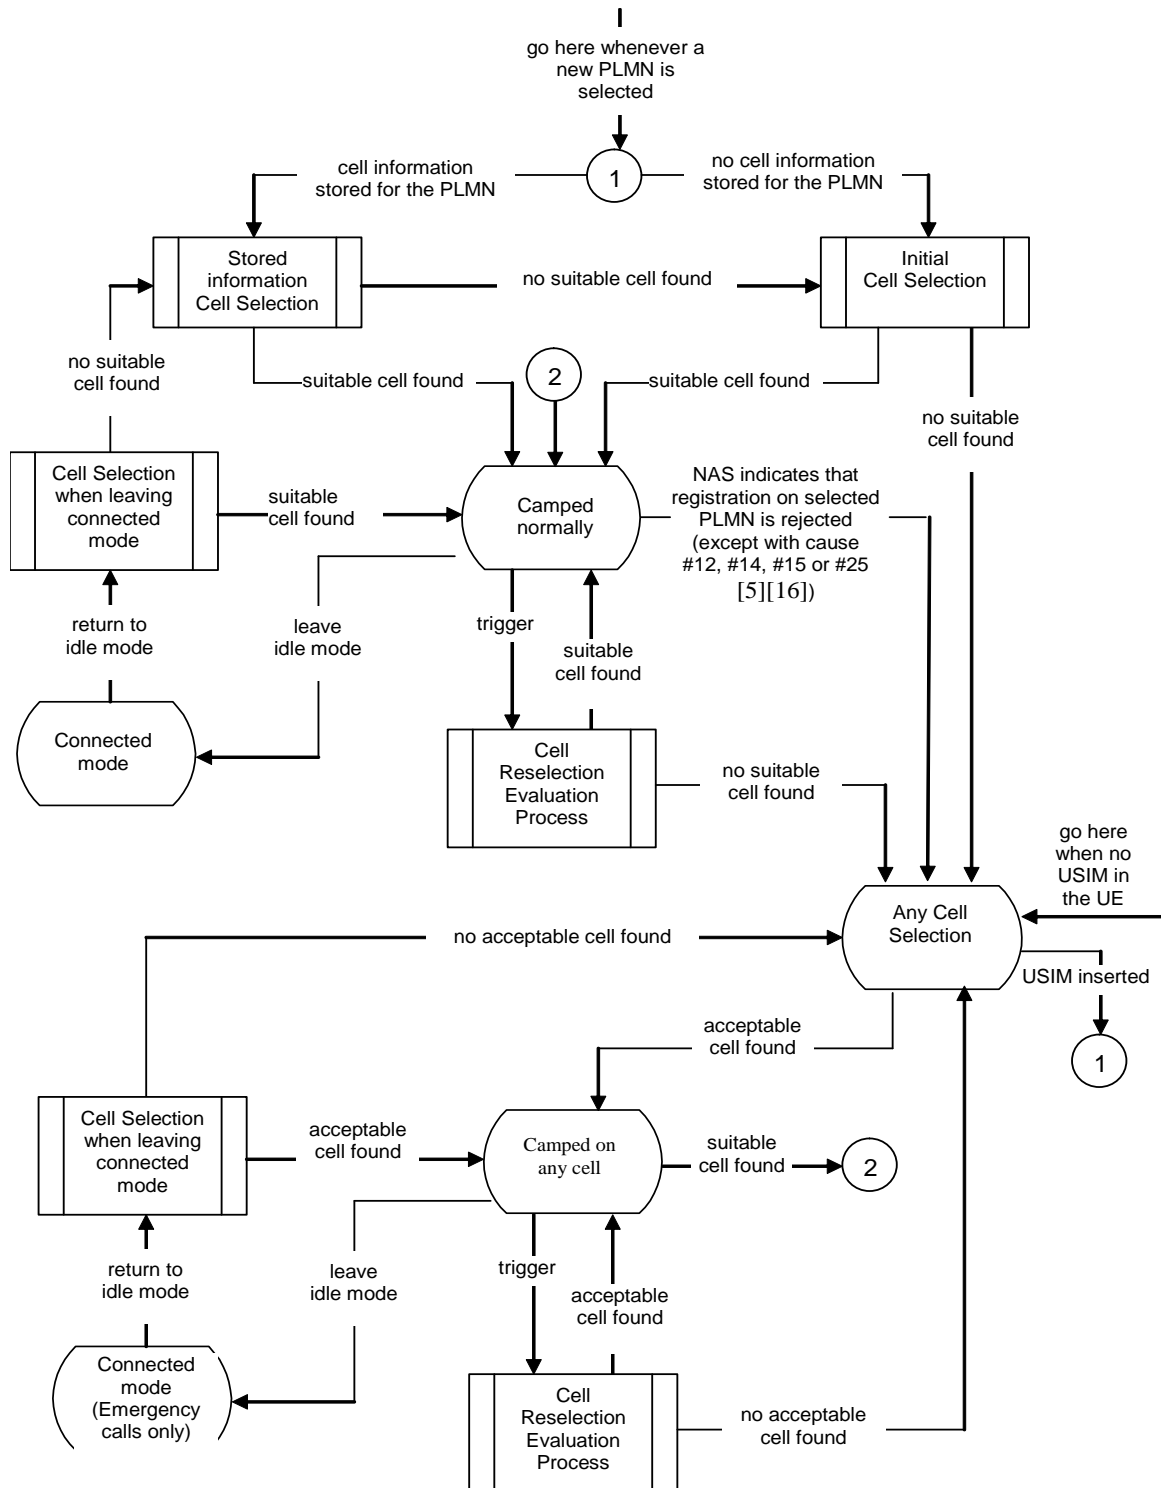 go here whenever a
new PLMN is
selected
cell information
stored for the PLMN
1
no cell information
stored for the PLMN
Stored
information
Cell Selection
no suitable cell found
Initial
Cell Selection
no suitable
cell found
suitable cell found
2
suitable cell found
no suitable
cell found
Cell Selection
when leaving
connected
mode
suitable
cell found
Camped
normally
NAS indicates that
registration on selected
PLMN is rejected
(except with cause
#12, #14, #15 or #25
[5][16])
return to
idle mode
leave
idle mode
trigger
suitable
cell found
Connected
mode
Cell
Reselection
Evaluation
Process
no suitable
cell found
go here
when no
USIM in
the UE
Any Cell
Selection
no acceptable cell found
USIM inserted
1
acceptable
cell found
Cell Selection
when leaving
connected
mode
acceptable
cell found
Camped on
any cell
suitable
cell found
2
return to
idle mode
leave
idle mode
trigger
acceptable
cell found
Connected
mode
(Emergency
calls only)
Cell
Reselection
Evaluation
Process
no acceptable
cell found